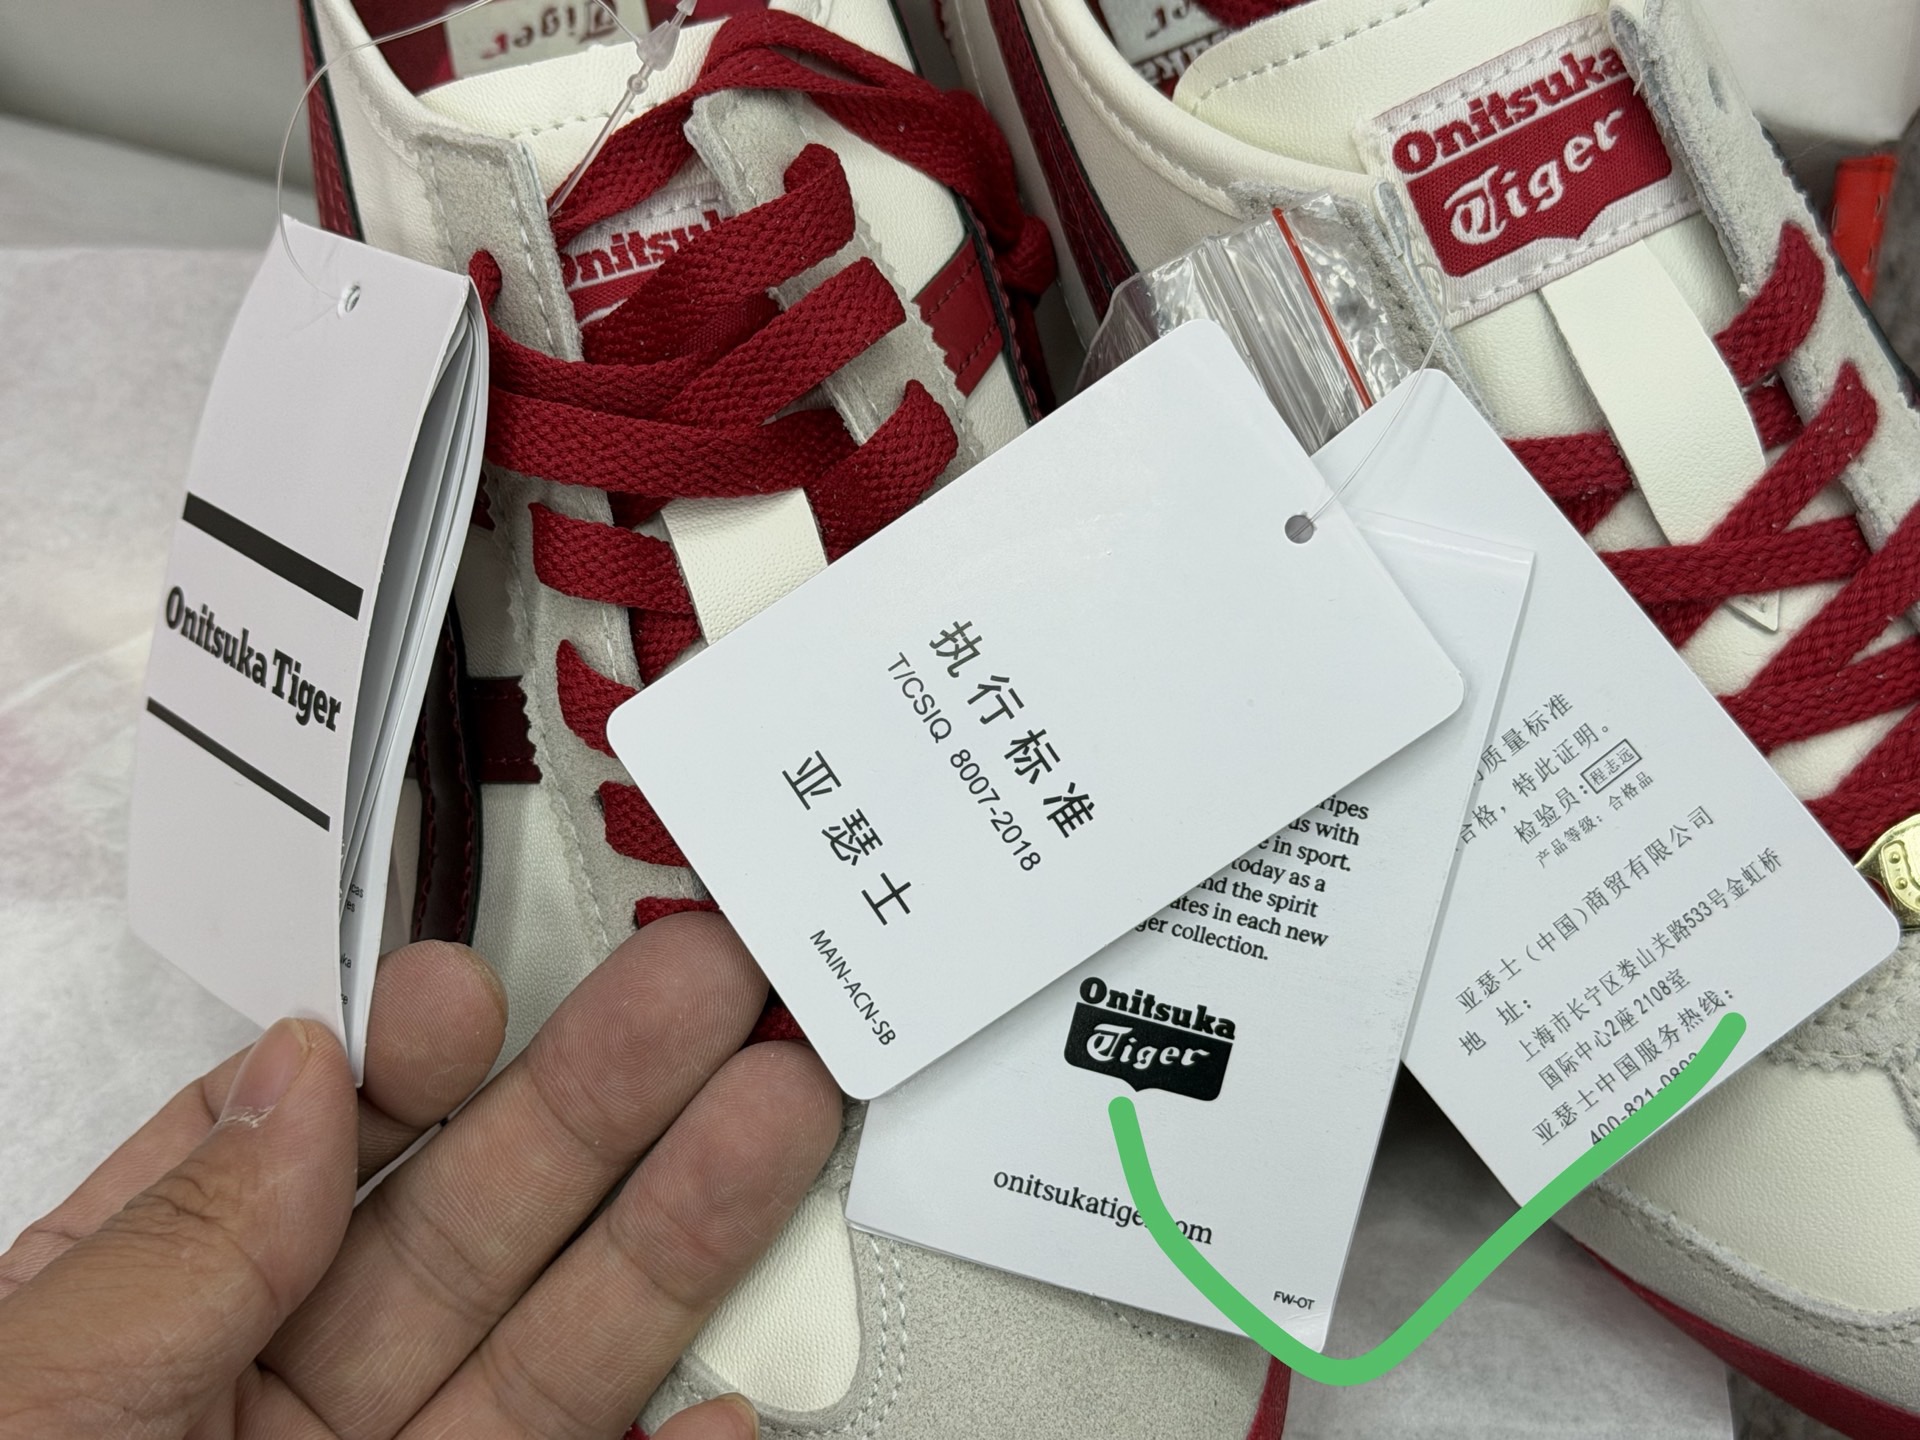 Tiger
Onitsuka
Tiger
Onitsuka Tiger
执行标准
T/CSIQ 8007-2018
亚瑟士
MAIN-ACN-SB
us with
e in sport.
today as a
nd the spirit
ates in each new
ger collection.
Onitsuka
Tiger
FW-OT
质量标准
合格，特此证明。
检验员：程志远
产品等级：合格品
亚瑟士（中国）商贸有限公司
地 址：
上海市长宁区娄山关路533号金虹桥
国际中心2座2108室
亚瑟士中国服务热线：
400-821-